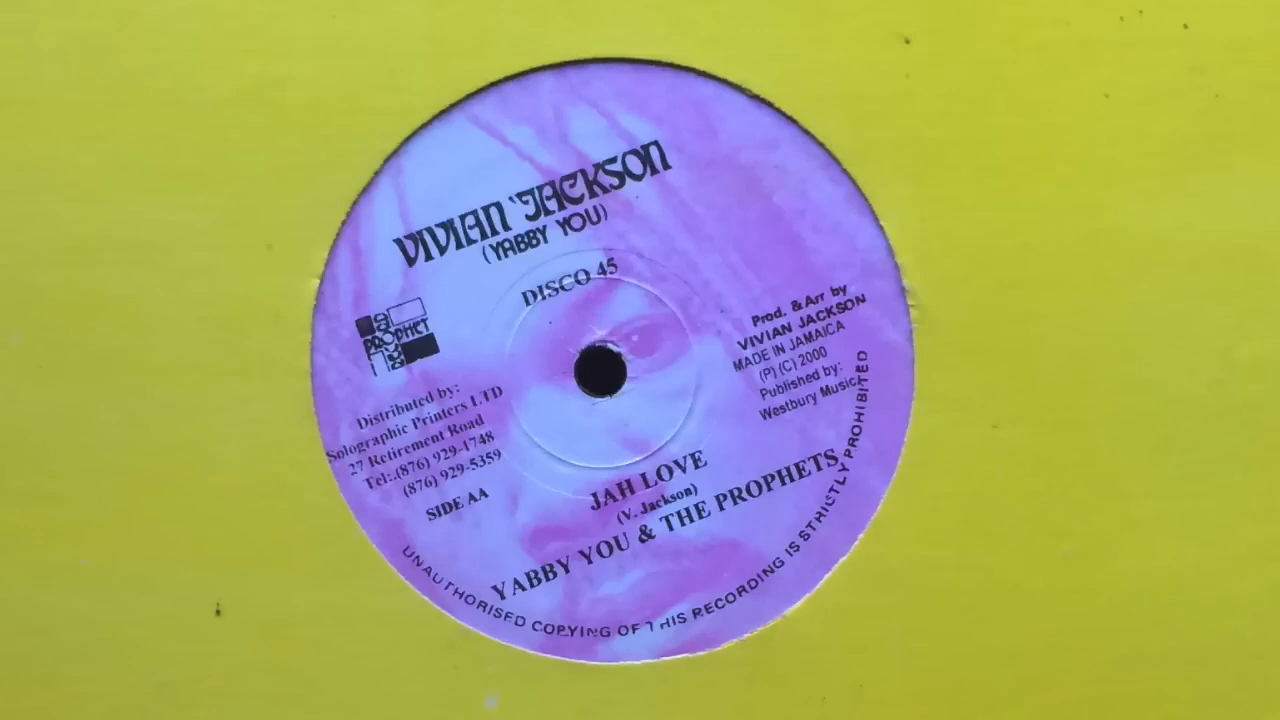 VIVIAN JACKSON
(YABBY YOU)
DISCO 45
PROPHET
Prod. & Arr by
VIVIAN JACKSON
MADE IN JAMAICA
(P) (C) 2000
Published by:
Westbury Music.
Distributed by:
Solographic Printers LTD
27 Retirement Road
Tel:.(876) 929-1748
(876) 929-5359
SIDE AA
JAH LOVE
(V. Jackson)
YABBY YOU & THE PROPHETS
UNAUTHORISED COPYING OF THIS RECORDING IS STRICTLY PROHIBITED